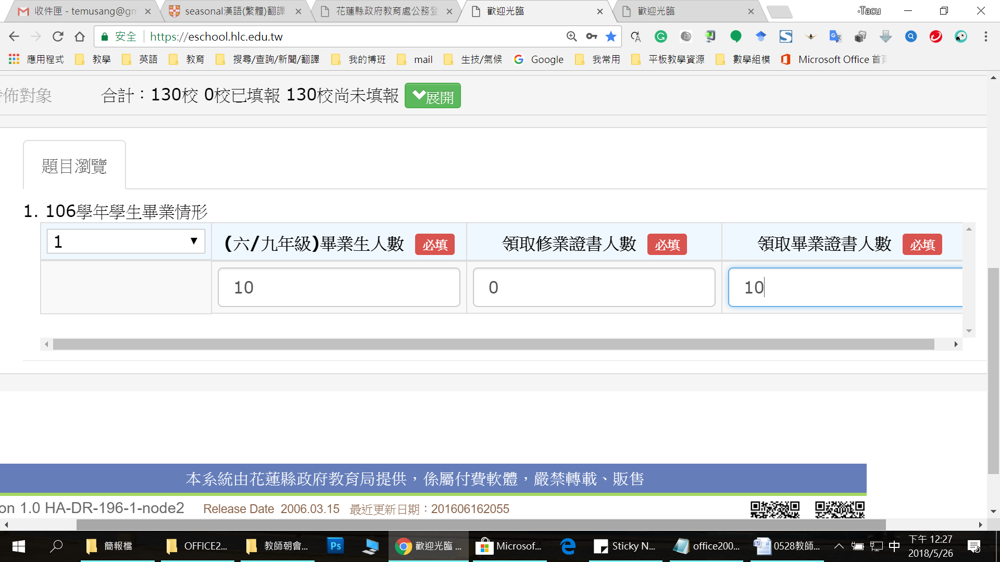 收件匣 - temusang@gm
seasonal漢語(繁體)翻譯
花蓮縣政府教育處公務登
歡迎光臨
歡迎光臨
Tacu
安全
https://eschool.hlc.edu.tw
應用程式 教學 英語 教育 搜尋/查詢/新聞/翻譯 我的博班 mail 生技/氣候 Google 我常用 平板教學資源 數學組模 Microsoft Office 首頁
佈對象 合計：130校 0校已填報 130校尚未填報 展開
題目瀏覽
1. 106學年學生畢業情形
1 (六/九年級)畢業生人數 必填 領取修業證書人數 必填 領取畢業證書人數 必填
10 0 10
本系統由花蓮縣政府教育局提供，係屬付費軟體，嚴禁轉載、販售
on 1.0 HA-DR-196-1-node2 Release Date 2006.03.15 最近更新日期：201606162055
簡報檔 OFFICE2... 教師朝會... Ps 歡迎光臨 ... Microsof... Sticky N... office200... 0528教師... 中 下午 12:27
2018/5/26